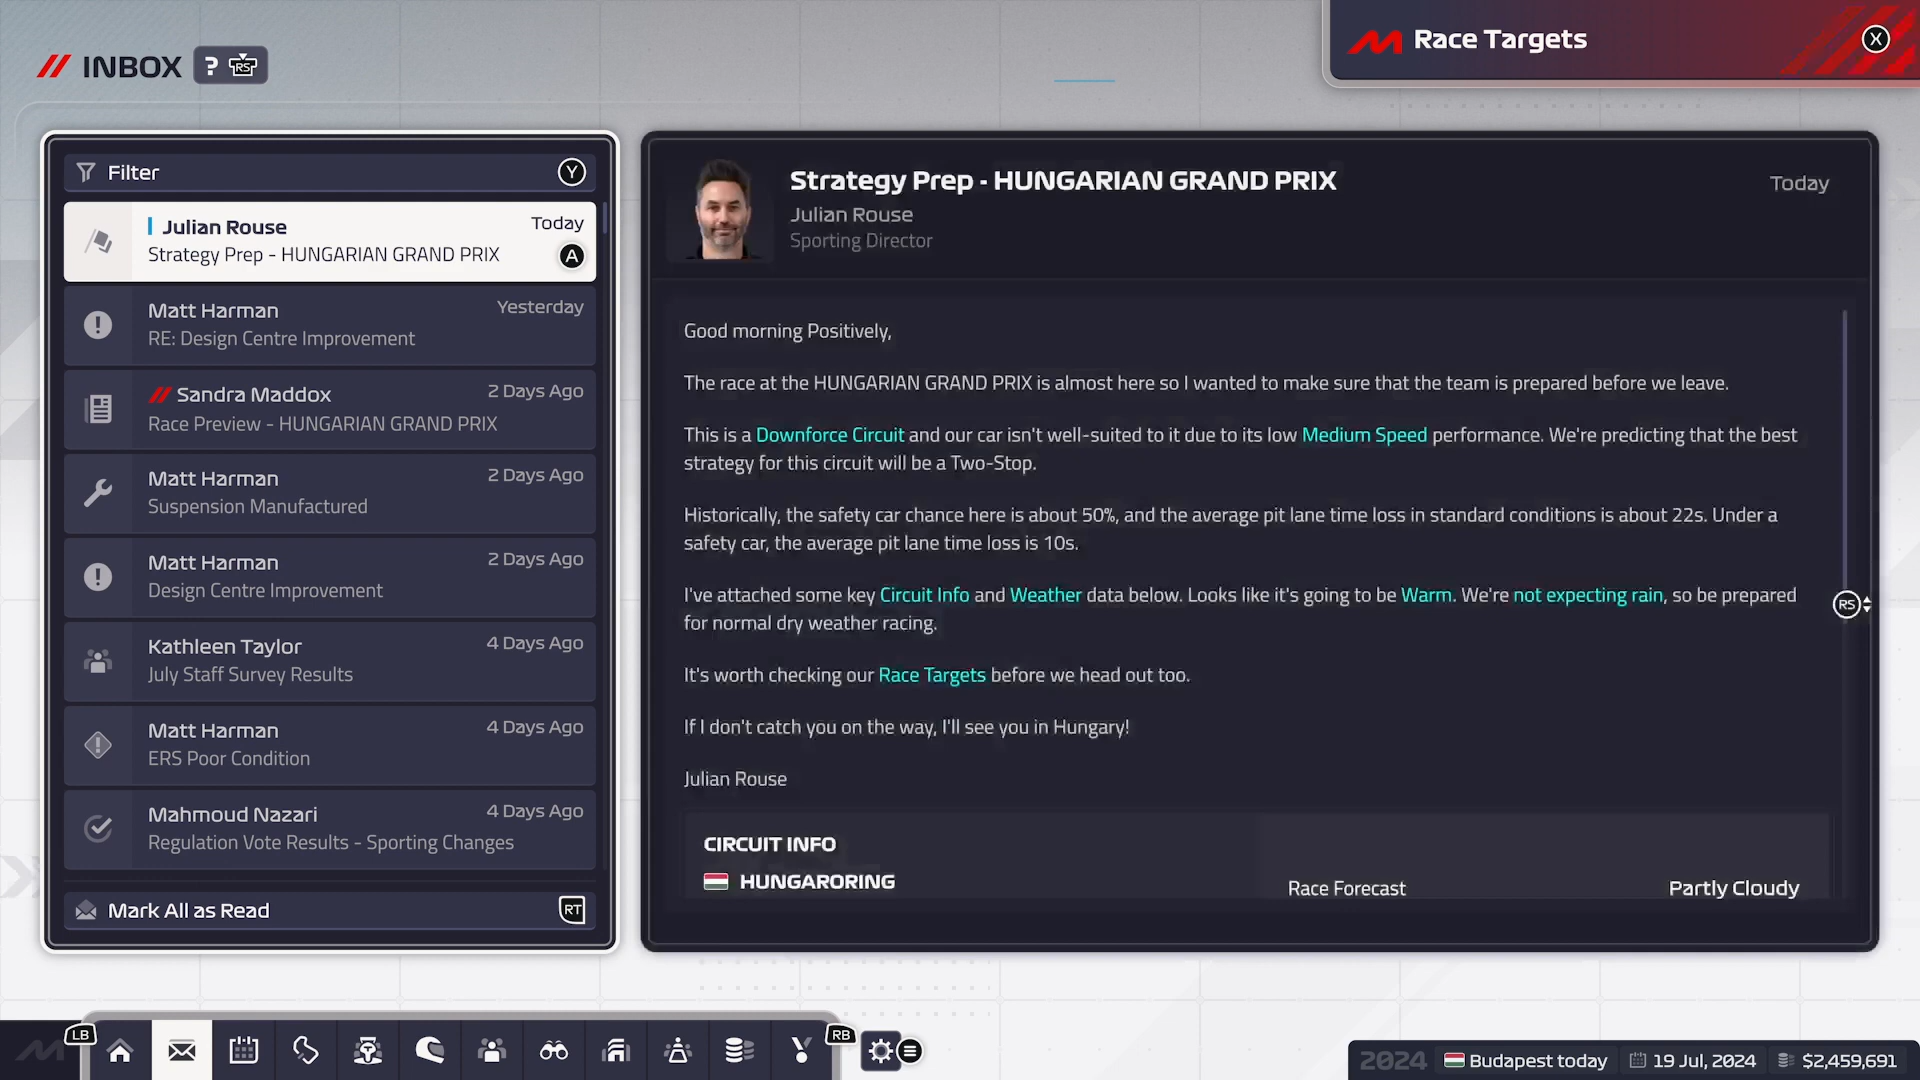 INBOX
? RS
Race Targets
X
Filter
Y
Julian Rouse
Today
Strategy Prep - HUNGARIAN GRAND PRIX
A
Matt Harman
Yesterday
RE: Design Centre Improvement
Sandra Maddox
2 Days Ago
Race Preview - HUNGARIAN GRAND PRIX
Matt Harman
2 Days Ago
Suspension Manufactured
Matt Harman
2 Days Ago
Design Centre Improvement
Kathleen Taylor
4 Days Ago
July Staff Survey Results
Matt Harman
4 Days Ago
ERS Poor Condition
Mahmoud Nazari
4 Days Ago
Regulation Vote Results - Sporting Changes
Mark All as Read
RT
Strategy Prep - HUNGARIAN GRAND PRIX
Today
Julian Rouse
Sporting Director
Good morning Positively,
The race at the HUNGARIAN GRAND PRIX is almost here so I wanted to make sure that the team is prepared before we leave.
This is a Downforce Circuit and our car isn't well-suited to it due to its low Medium Speed performance. We're predicting that the best
strategy for this circuit will be a Two-Stop.
Historically, the safety car chance here is about 50%, and the average pit lane time loss in standard conditions is about 22s. Under a
safety car, the average pit lane time loss is 10s.
I've attached some key Circuit Info and Weather data below. Looks like it's going to be Warm. We're not expecting rain, so be prepared
for normal dry weather racing.
RS
It's worth checking our Race Targets before we head out too.
If I don't catch you on the way, I'll see you in Hungary!
Julian Rouse
CIRCUIT INFO
HUNGARORING
Race Forecast
Partly Cloudy
LB
RB
2024
Budapest today
19 Jul, 2024
$2,459,691